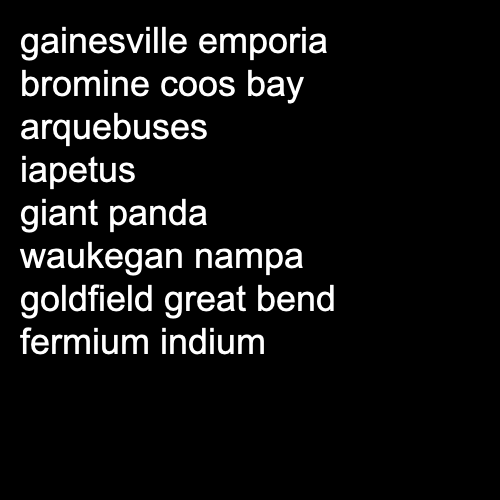 gainesville emporia
bromine coos bay
arquebuses
iapetus
giant panda
waukegan nampa
goldfield great bend
fermium indium